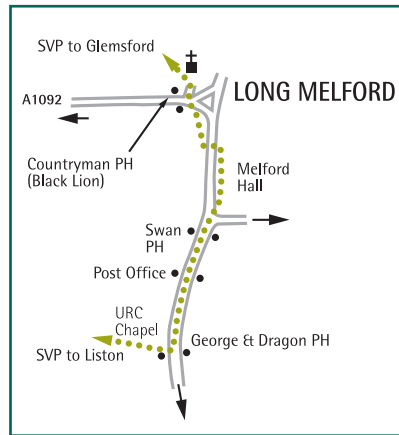 SVP to Glemsford
LONG MELFORD
A1092
Countryman PH
(Black Lion)
Melford
Hall
Swan
PH
Post Office
URC
Chapel
George & Dragon PH
SVP to Liston